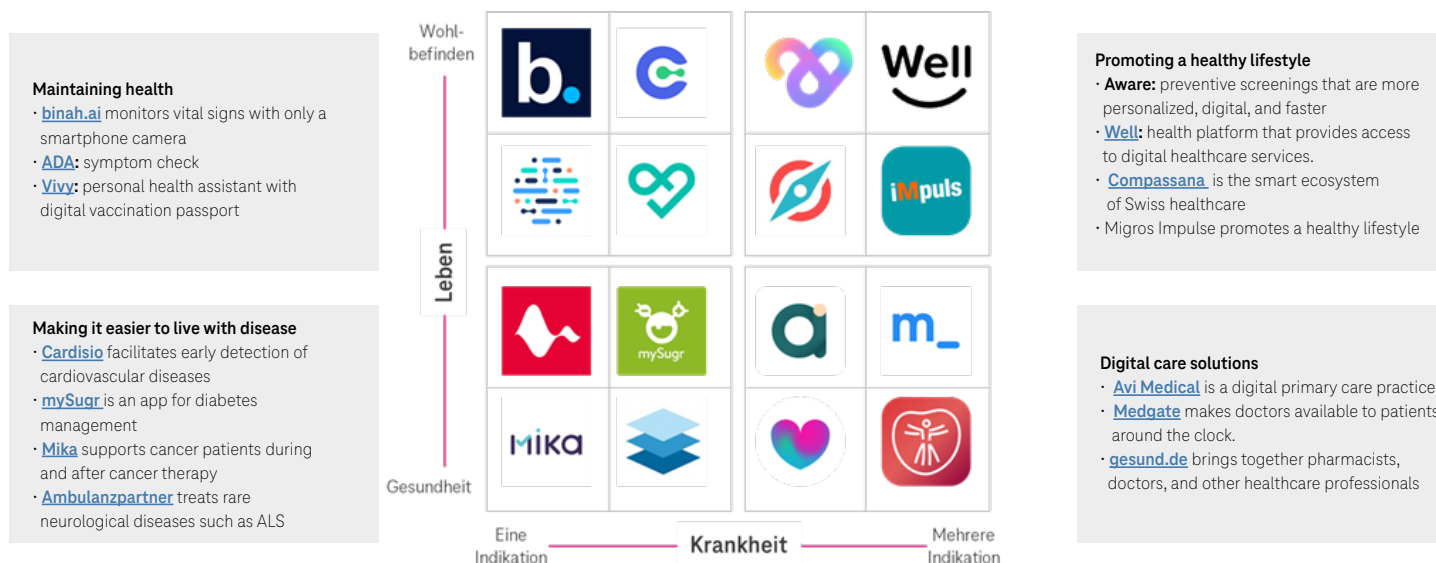 Maintaining health
· binah.ai monitors vital signs with only a
smartphone camera
· ADA: symptom check
· Vivy: personal health assistant with
digital vaccination passport
Making it easier to live with disease
· Cardisio facilitates early detection of
cardiovascular diseases
· mySugr is an app for diabetes
management
· Mika supports cancer patients during
and after cancer therapy
· Ambulanzpartner treats rare
neurological diseases such as ALS
Wohl-
befinden
Leben
Gesundheit
b.
Well
iMpuls
mySugr
a
m_
Mika
Eine
Indikation
Krankheit
Mehrere
Indikation
Promoting a healthy lifestyle
· Aware: preventive screenings that are more
personalized, digital, and faster
· Well: health platform that provides access
to digital healthcare services.
· Compassana is the smart ecosystem
of Swiss healthcare
· Migros Impulse promotes a healthy lifestyle
Digital care solutions
· Avi Medical is a digital primary care practice
· Medgate makes doctors available to patients
around the clock.
· gesund.de brings together pharmacists,
doctors, and other healthcare professionals